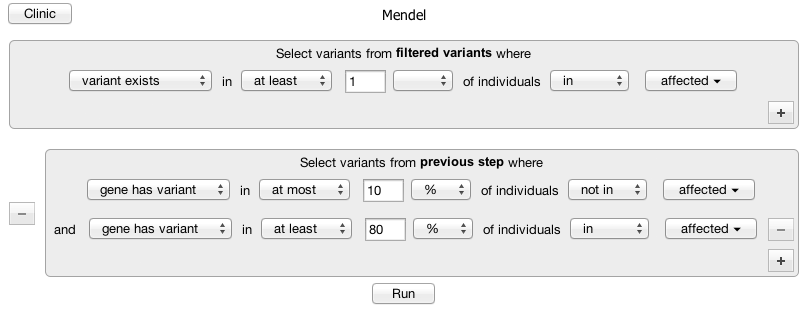 Clinic Mendel
Select variants from filtered variants where
variant exists in at least 1 of individuals in affected
+
Select variants from previous step where
gene has variant in at most 10 % of individuals not in affected
−
and gene has variant in at least 80 % of individuals in affected −
+
Run